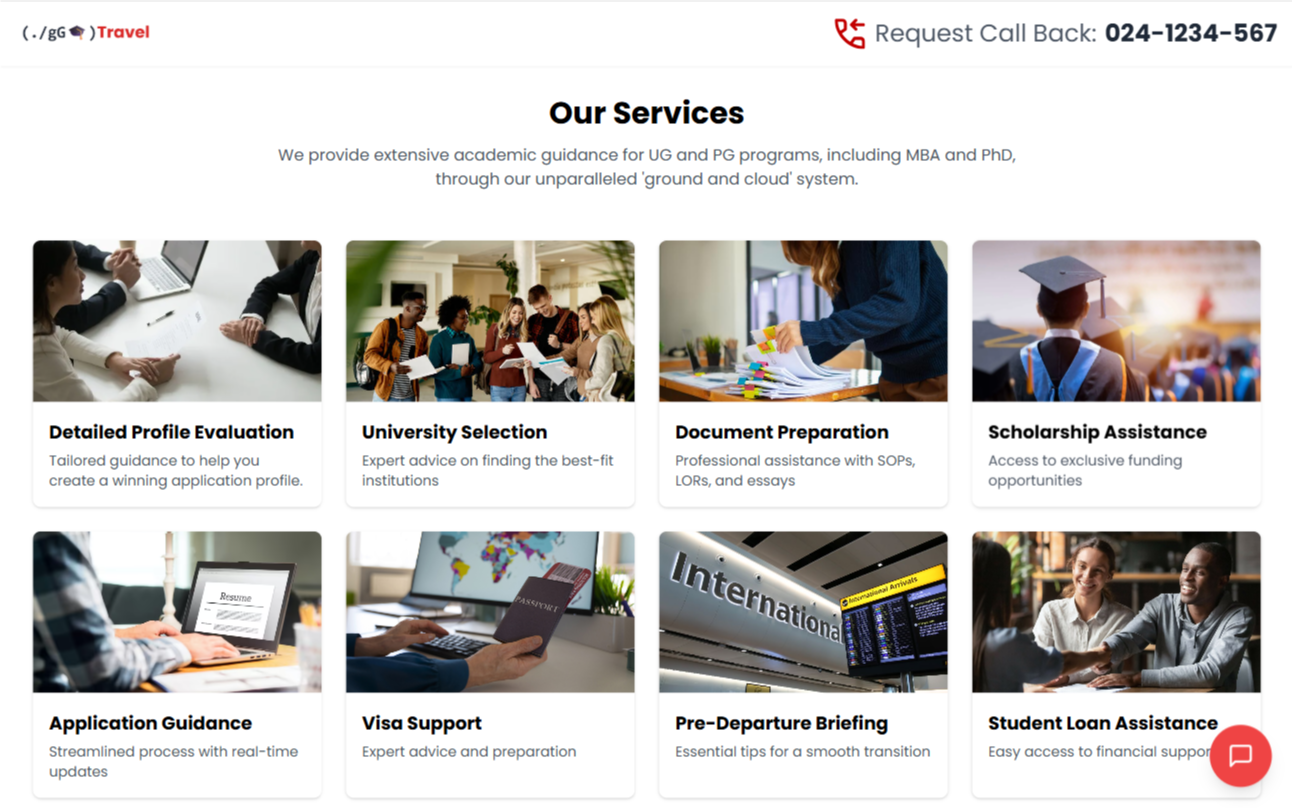 (./gG🎓)Travel
Request Call Back: 024-1234-567
Our Services
We provide extensive academic guidance for UG and PG programs, including MBA and PhD,
through our unparalleled 'ground and cloud' system.
Detailed Profile Evaluation
Tailored guidance to help you
create a winning application profile.
University Selection
Expert advice on finding the best-fit
institutions
Document Preparation
Professional assistance with SOPs,
LORs, and essays
Scholarship Assistance
Access to exclusive funding
opportunities
Resume
PASSPORT
International
International Arrivals
Application Guidance
Streamlined process with real-time
updates
Visa Support
Expert advice and preparation
Pre-Departure Briefing
Essential tips for a smooth transition
Student Loan Assistance
Easy access to financial suppor